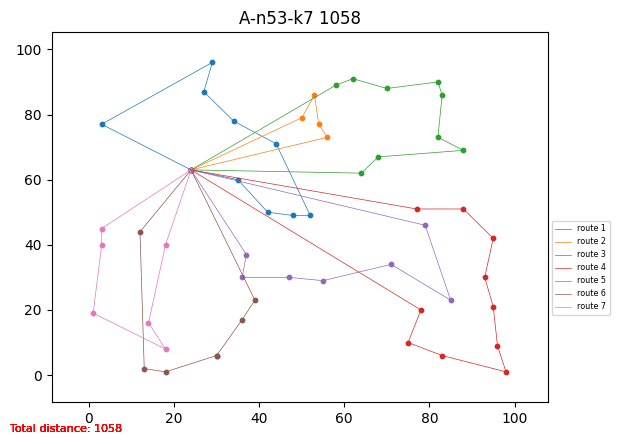 A-n53-k7 1058
100
80
60
40
20
0
0 20 40 60 80 100
route 1
route 2
route 3
route 4
route 5
route 6
route 7
Total distance: 1058